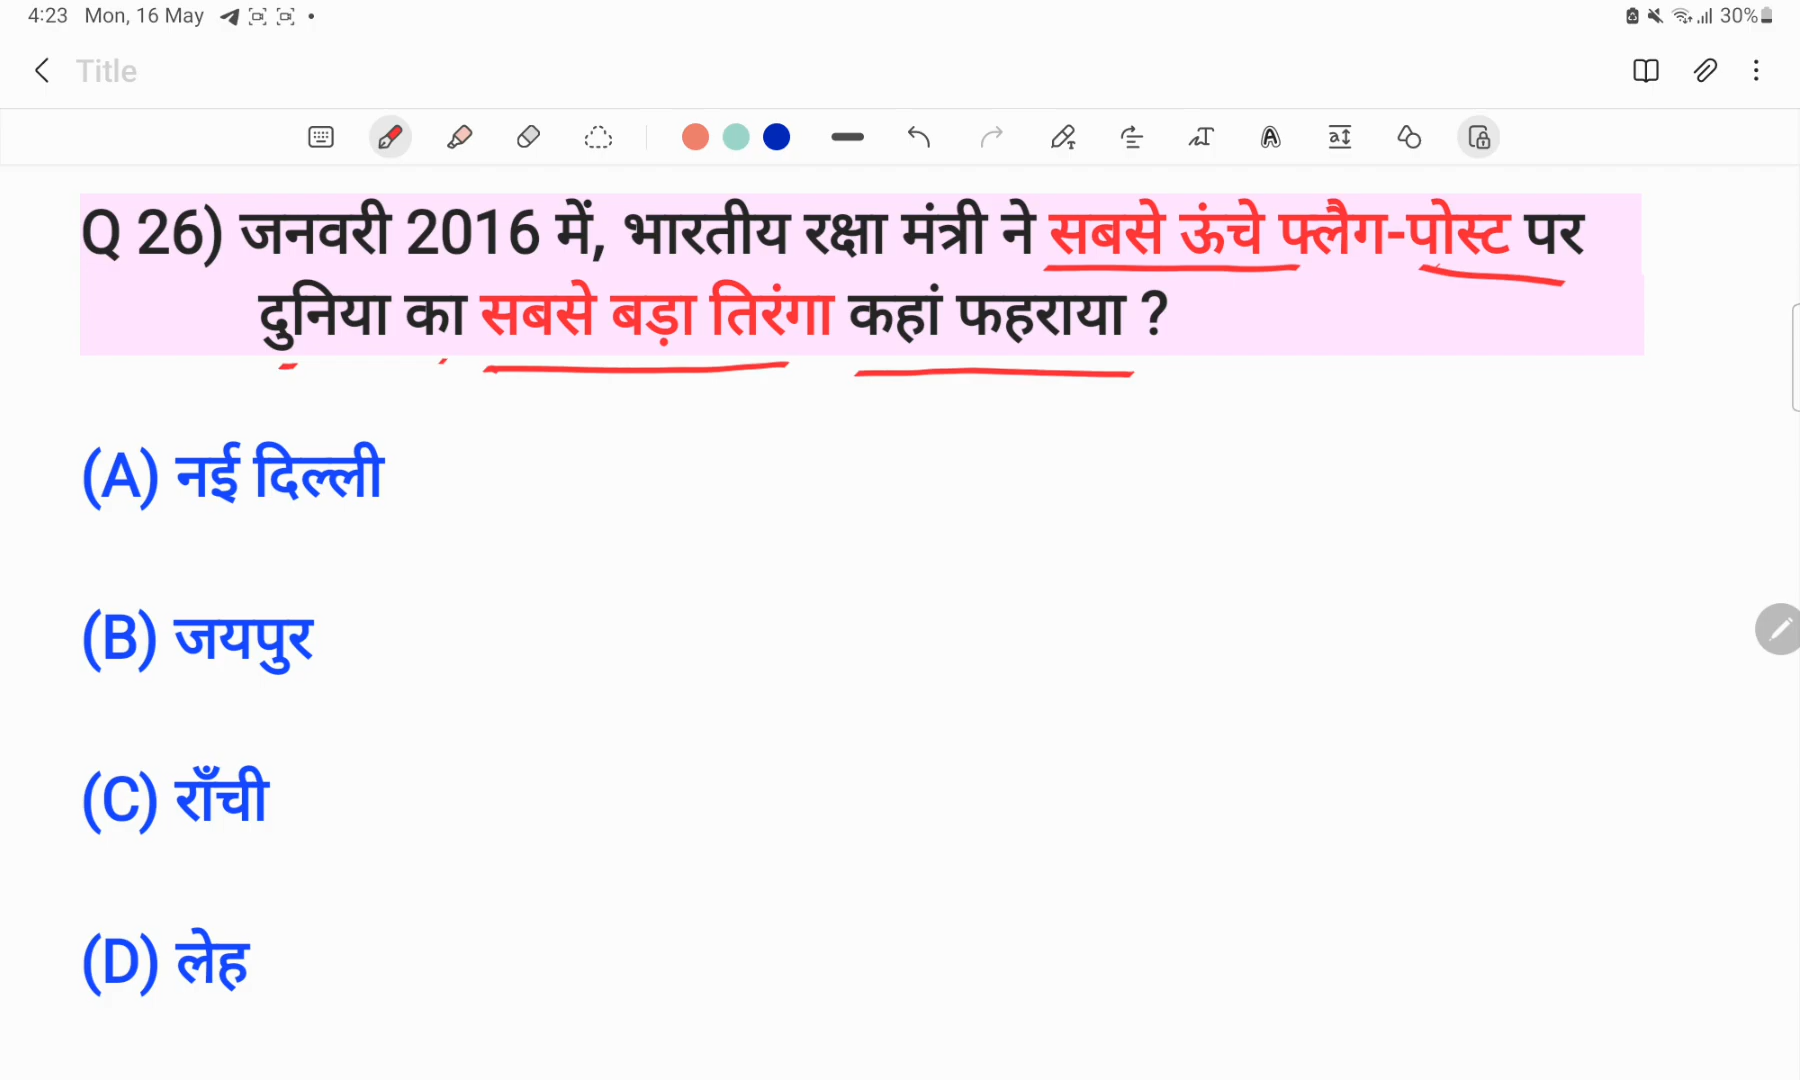 4:23 Mon, 16 May 30%
Title
Q 26) जनवरी 2016 में, भारतीय रक्षा मंत्री ने सबसे ऊंचे फ्लैग-पोस्ट पर
दुनिया का सबसे बड़ा तिरंगा कहां फहराया ?
(A) नई दिल्ली
(B) जयपुर
(C) राँची
(D) लेह